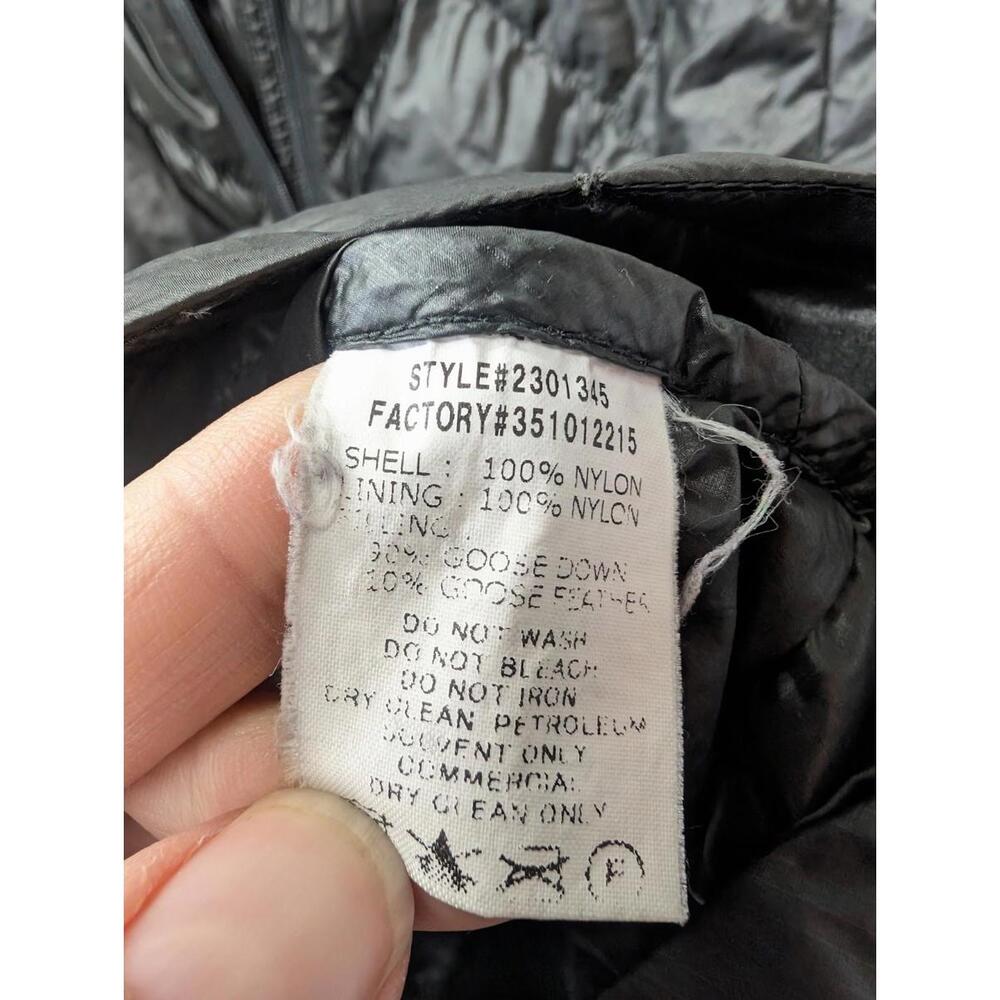 STYLE#2301345
FACTORY#351012215
SHELL : 100% NYLON
LINING : 100% NYLON
FILLING :
90% GOOSE DOWN
10% GOOSE FEATHER
DO NOT WASH
DO NOT BLEACH
DO NOT IRON
DRY CLEAN PETROLEUM
SOLVENT ONLY
COMMERCIAL
DRY CLEAN ONLY